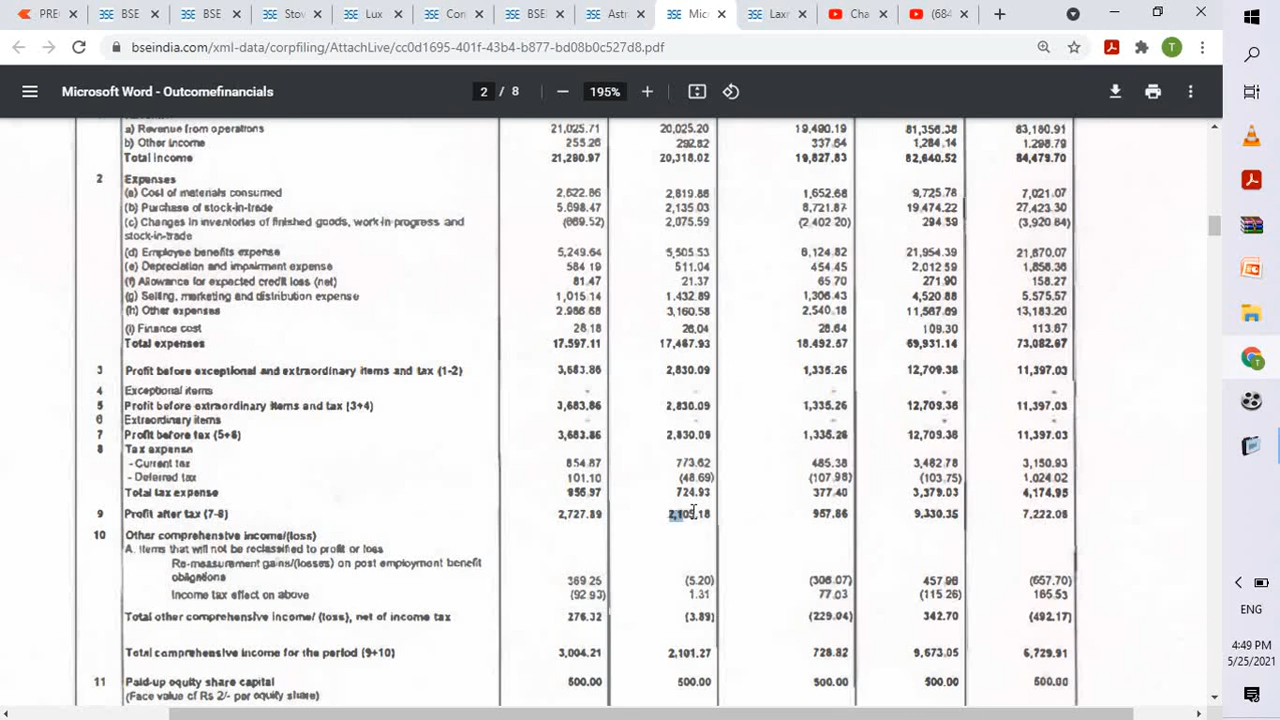 PRE
BSE
BSE
Stov
Lux
Con
BSE
Astr
Mic
Laxn
Cha
(684
bseindia.com/xml-data/corpfiling/AttachLive/cc0d1695-401f-43b4-b877-bd08b0c527d8.pdf
T
Microsoft Word - Outcomefinancials
2 / 8
195%
a) Revenue from operations 21,025.71 20,025.20 19,490.19 81,356.38 83,180.91
b) Other income 255.26 292.82 337.64 1,284.14 1,298.79
Total income 21,280.97 20,318.02 19,827.83 82,640.52 84,479.70
2 Expenses
(a) Cost of materials consumed 2,622.86 2,819.86 1,652.68 9,725.78 7,021.07
(b) Purchase of stock-in-trade 5,698.47 2,135.03 8,721.87 19,474.22 27,423.30
(c) Changes in inventories of finished goods, work-in-progress and (669.52) 2,075.59 (2,402.20) 294.59 (3,920.84)
stock-in-trade
(d) Employee benefits expense 5,249.64 5,505.53 6,124.82 21,954.39 21,670.07
(e) Depreciation and impairment expense 584.19 511.04 454.45 2,012.59 1,856.36
(f) Allowance for expected credit loss (net) 81.47 21.37 65.70 271.90 158.27
(g) Selling, marketing and distribution expense 1,015.14 1,432.89 1,306.43 4,520.88 5,575.57
(h) Other expenses 2,986.68 3,160.58 2,540.18 11,567.69 13,183.20
(i) Finance cost 28.18 26.04 28.64 109.30 113.87
Total expenses 17,597.11 17,487.93 18,492.57 69,931.14 73,082.67
3 Profit before exceptional and extraordinary items and tax (1-2) 3,683.86 2,830.09 1,335.26 12,709.38 11,397.03
4 Exceptional items - - - - -
5 Profit before extraordinary items and tax (3+4) 3,683.86 2,830.09 1,335.26 12,709.38 11,397.03
6 Extraordinary items - - - - -
7 Profit before tax (5+6) 3,683.86 2,830.09 1,335.26 12,709.38 11,397.03
8 Tax expense
- Current tax 854.87 773.62 485.38 3,482.78 3,150.93
- Deferred tax 101.10 (48.69) (107.98) (103.75) 1,024.02
Total tax expense 955.97 724.93 377.40 3,379.03 4,174.95
9 Profit after tax (7-8) 2,727.89 2,105.18 957.86 9,330.35 7,222.08
10 Other comprehensive income/(loss)
A. Items that will not be reclassified to profit or loss
Re-measurement gains/(losses) on post employment benefit
obligations 369.25 (5.20) (306.07) 457.96 (657.70)
Income tax effect on above (92.93) 1.31 77.03 (115.26) 165.53
Total other comprehensive income/ (loss), net of income tax 276.32 (3.89) (229.04) 342.70 (492.17)
Total comprehensive income for the period (9+10) 3,004.21 2,101.27 728.82 9,673.05 6,729.91
11 Paid-up equity share capital 500.00 500.00 500.00 500.00 500.00
(Face value of Rs 2/- per equity share)
ENG
4:49 PM
5/25/2021